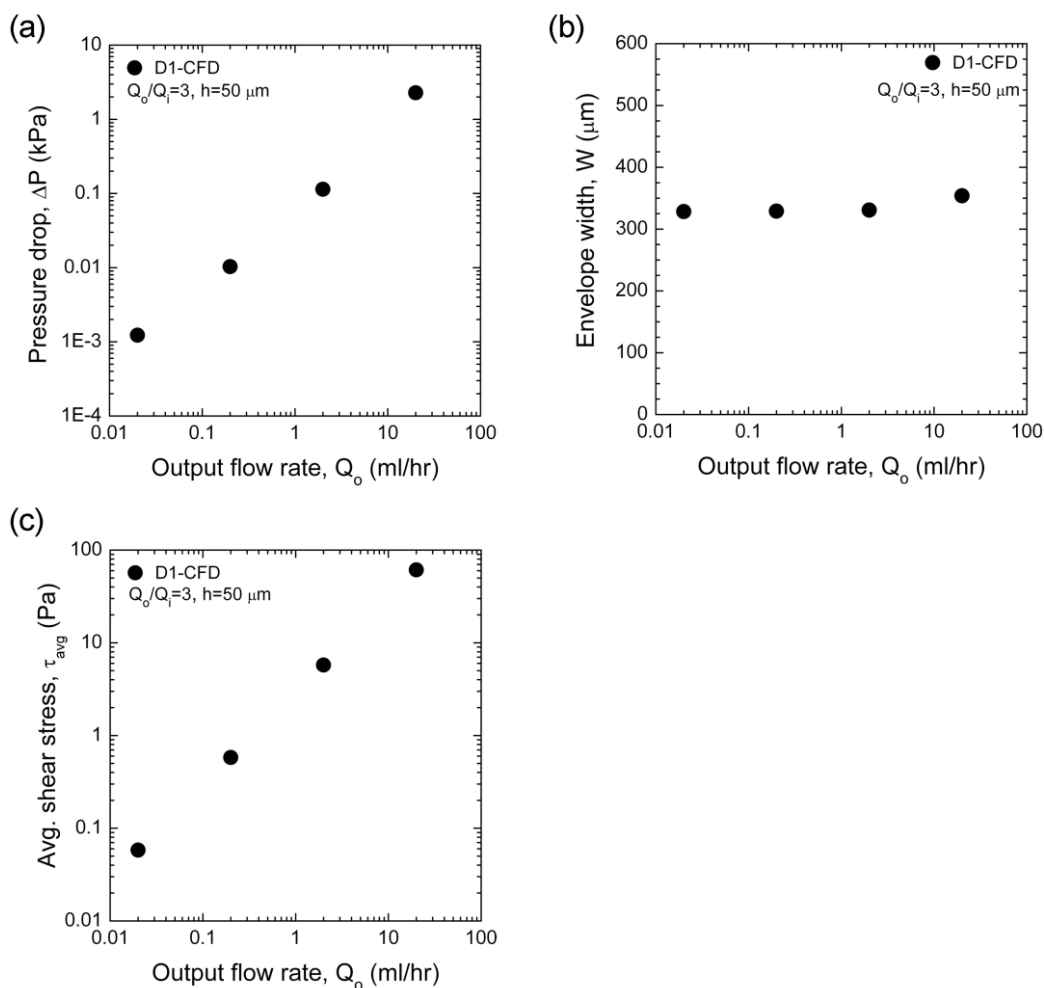 (a)
10
1
0.1
0.01
1E-3
1E-4
Pressure drop, ΔP (kPa)
D1-CFD
Qo/Qi=3, h=50 μm
0.01
0.1
1
10
100
Output flow rate, Qo (ml/hr)
(b)
600
500
400
300
200
100
0
Envelope width, W (μm)
D1-CFD
Qo/Qi=3, h=50 μm
0.01
0.1
1
10
100
Output flow rate, Qo (ml/hr)
(c)
100
10
1
0.1
0.01
Avg. shear stress, τavg (Pa)
D1-CFD
Qo/Qi=3, h=50 μm
0.01
0.1
1
10
100
Output flow rate, Qo (ml/hr)